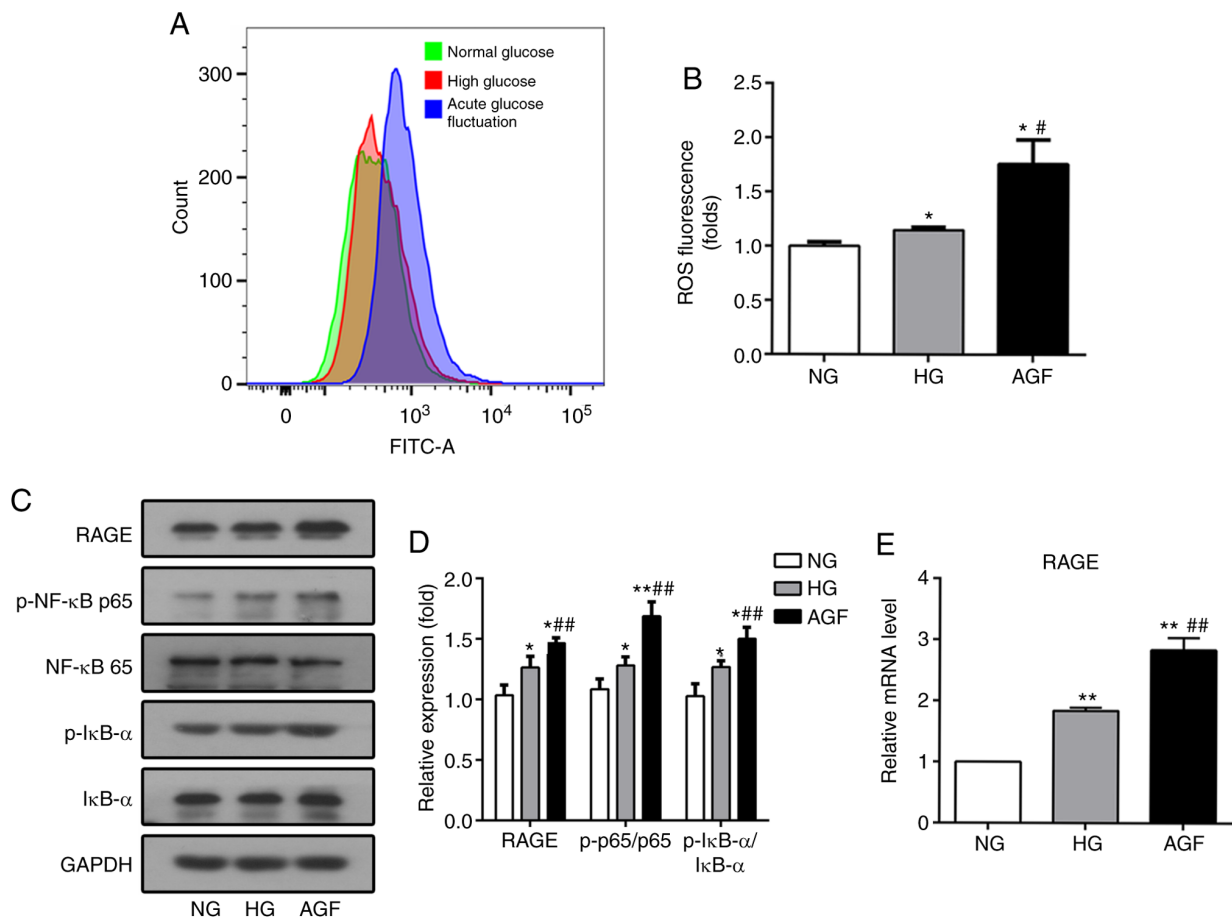 A
Normal glucose
High glucose
Acute glucose
fluctuation
300
200
100
0
Count
0
10³
10⁴
10⁵
FITC-A
B
ROS fluorescence
(folds)
2.5
2.0
1.5
1.0
0.5
0.0
*
* #
NG
HG
AGF
C
RAGE
p-NF-κB p65
NF-κB 65
p-IκB-α
IκB-α
GAPDH
NG HG AGF
D
NG
HG
AGF
Relative expression (fold)
2.0
1.5
1.0
0.5
0.0
*
*##
*
**##
*
*##
RAGE
p-p65/p65
p-IκB-α/
IκB-α
E
RAGE
Relative mRNA level
4
3
2
1
0
**
** ##
NG
HG
AGF